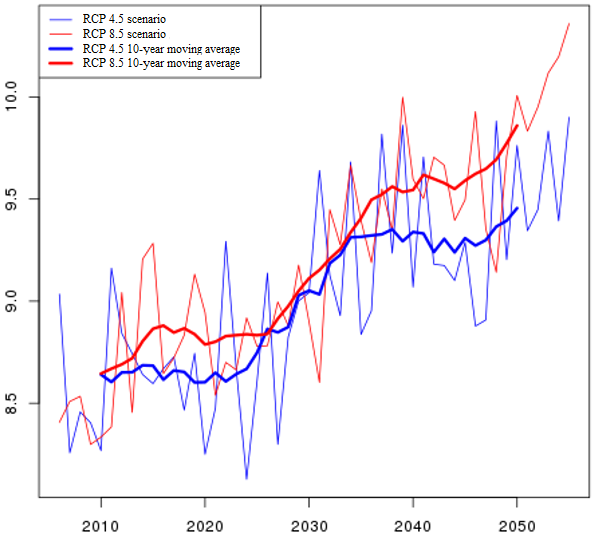 RCP 4.5 scenario
RCP 8.5 scenario
RCP 4.5 10-year moving average
RCP 8.5 10-year moving average
10.0
9.5
9.0
8.5
2010 2020 2030 2040 2050